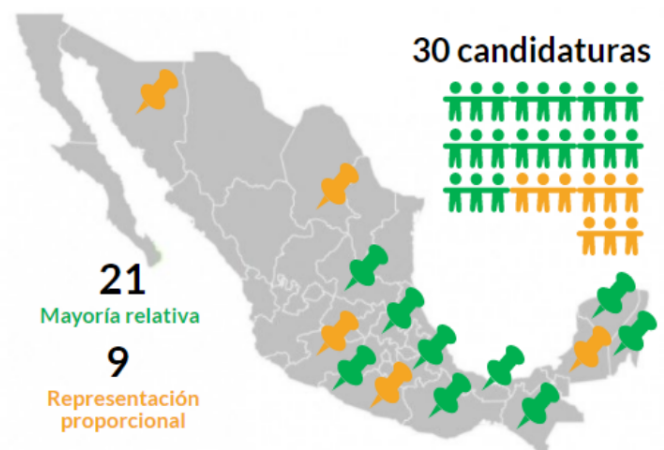 30 candidaturas
21
Mayoría relativa
9
Representación
proporcional